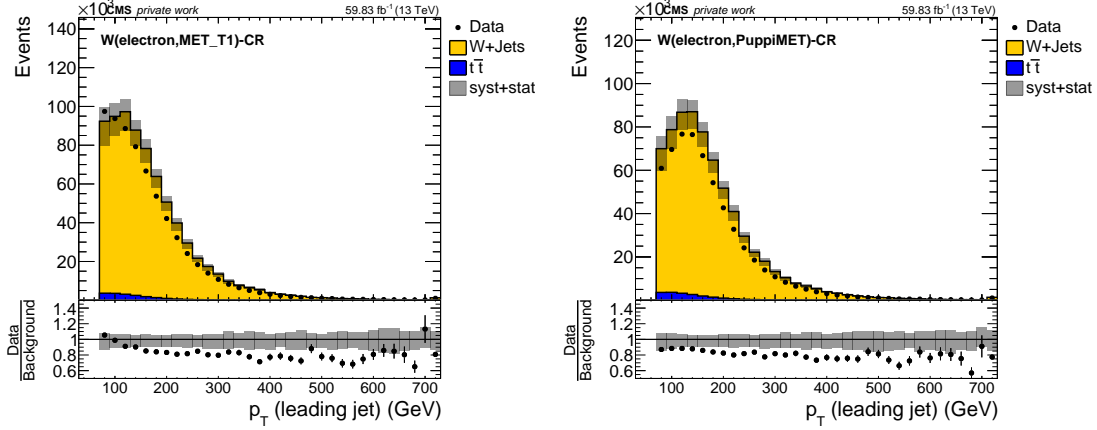 ×10³ CMS private work 59.83 fb⁻¹ (13 TeV)
W(electron,MET_T1)-CR
Events
140
120
100
80
60
40
20
Data
W+Jets
tt̅
syst+stat
Data
Background
1.4
1.2
1
0.8
0.6
100 200 300 400 500 600 700
p_T (leading jet) (GeV)
×10³ CMS private work 59.83 fb⁻¹ (13 TeV)
W(electron,PuppiMET)-CR
Events
120
100
80
60
40
20
Data
W+Jets
tt̅
syst+stat
Data
Background
1.4
1.2
1
0.8
0.6
100 200 300 400 500 600 700
p_T (leading jet) (GeV)